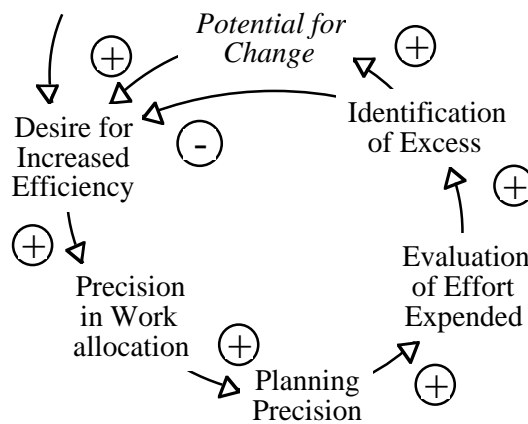 Potential for
Change
+
+
Identification
of Excess
-
Desire for
Increased
Efficiency
+
+
Evaluation
of Effort
Expended
Precision
in Work
allocation
+
Planning
Precision
+